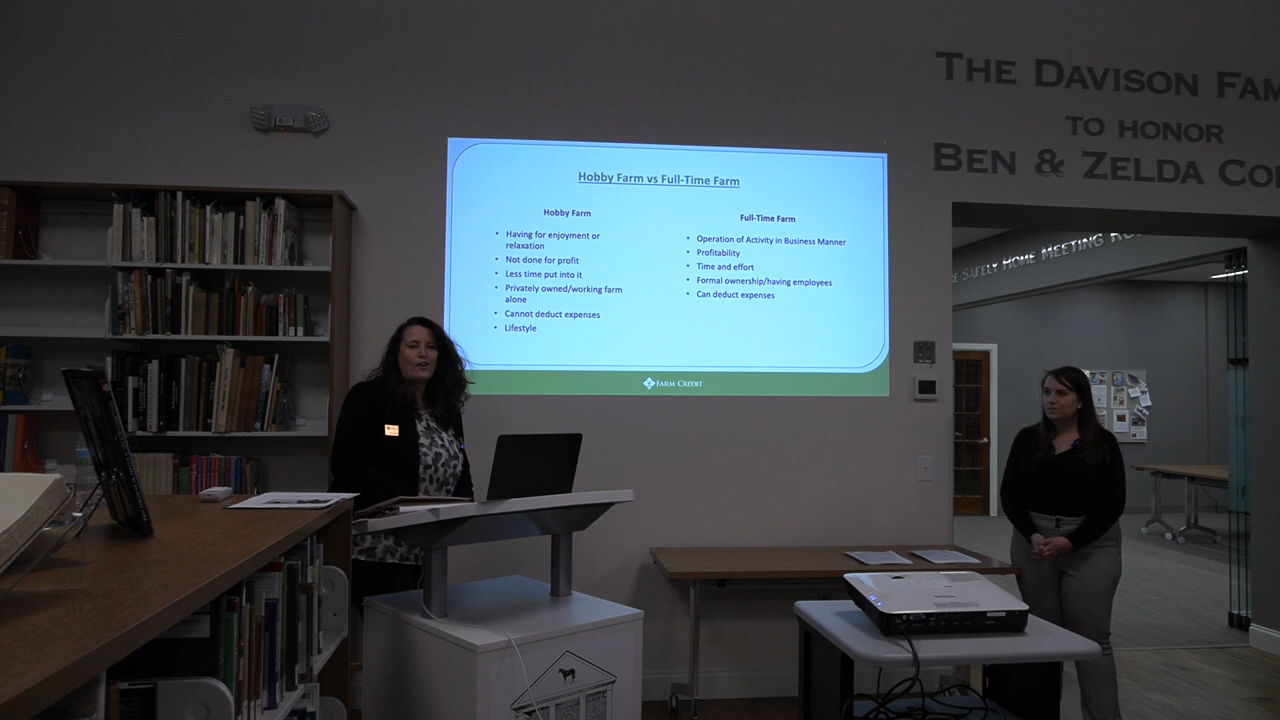 THE DAVISON FAM
TO HONOR
BEN & ZELDA CO
SAFELY HOME MEETING RO
Hobby Farm vs Full-Time Farm
Hobby Farm
• Having for enjoyment or
relaxation
• Not done for profit
• Less time put into it
• Privately owned/working farm
alone
• Cannot deduct expenses
• Lifestyle
Full-Time Farm
• Operation of Activity in Business Manner
• Profitability
• Time and effort
• Formal ownership/having employees
• Can deduct expenses
FARM CREDIT
EPSON